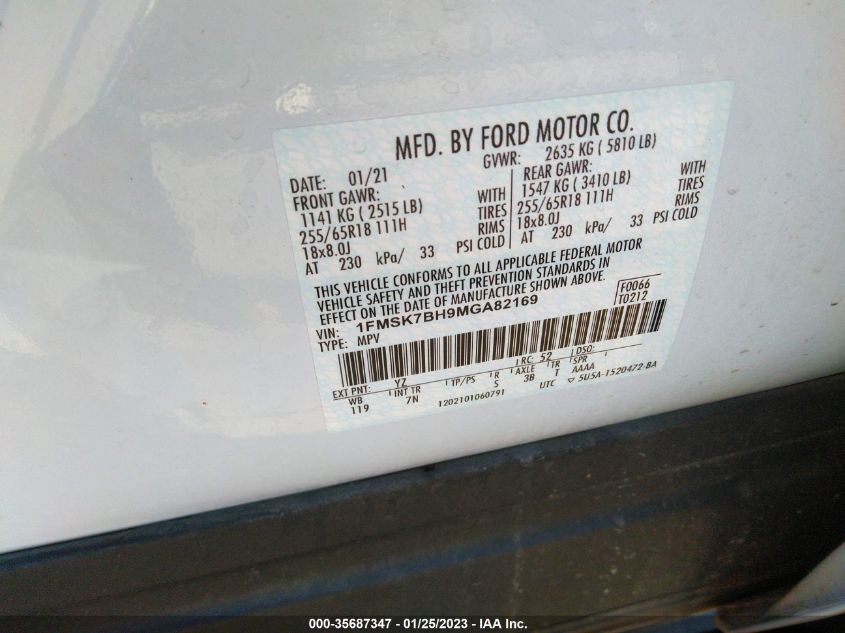 MFD. BY FORD MOTOR CO.
DATE: 01/21 GVWR: 2635 KG ( 5810 LB)
FRONT GAWR: WITH REAR GAWR: WITH
1141 KG ( 2515 LB) TIRES 1547 KG ( 3410 LB) TIRES
255/65R18 111H RIMS 255/65R18 111H RIMS
18x8.0J 18x8.0J
AT 230 kPa/ 33 PSI COLD AT 230 kPa/ 33 PSI COLD
THIS VEHICLE CONFORMS TO ALL APPLICABLE FEDERAL MOTOR
VEHICLE SAFETY AND THEFT PREVENTION STANDARDS IN
EFFECT ON THE DATE OF MANUFACTURE SHOWN ABOVE.
VIN: 1FMSK7BH9MGA82169 F0066
TYPE: MPV T0212
EXT PNT: YZ RC: 52 DSO:
WB INT TR TP/PS R AXLE TR SPR
119 7N S 3B T AAAA
1202101060791 UTC ▽ 5U5A-1520472-BA
000-35687347 - 01/25/2023 - IAA Inc.